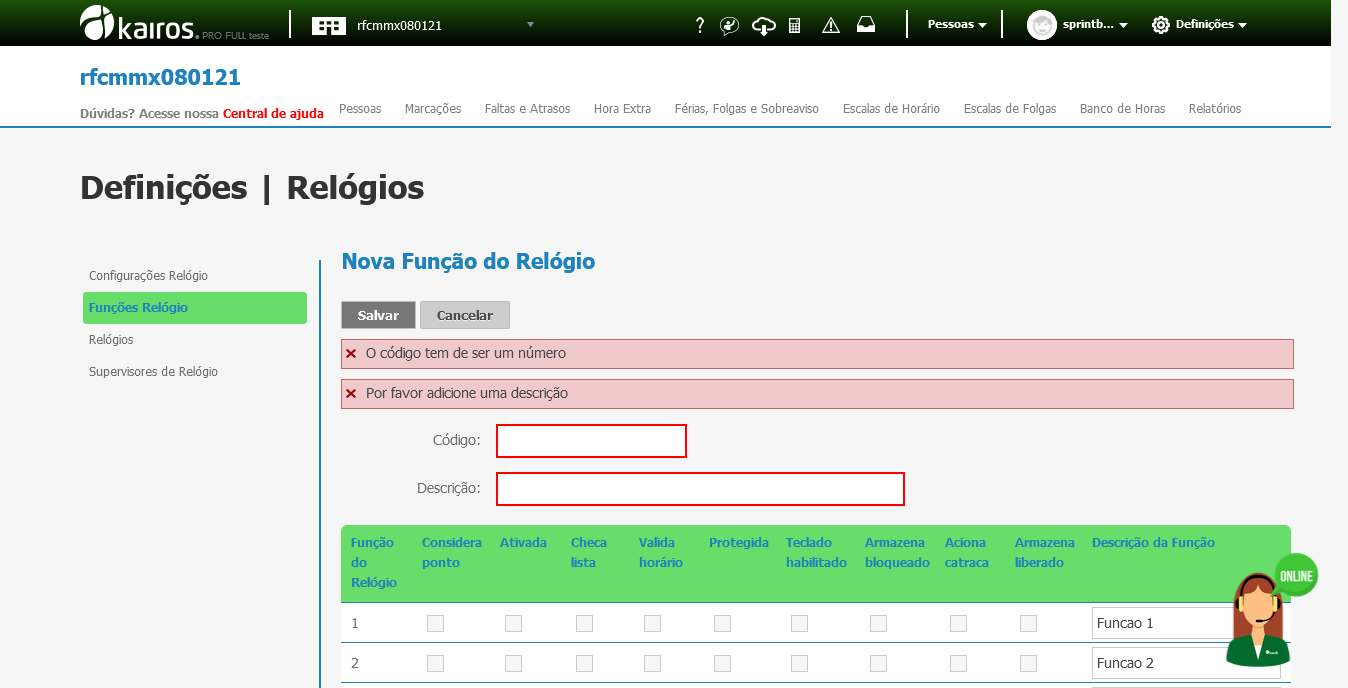 kairos. PRO FULL teste
rfcmmx080121
?
Pessoas
sprintb...
Definições
rfcmmx080121
Dúvidas? Acesse nossa Central de ajuda
Pessoas
Marcações
Faltas e Atrasos
Hora Extra
Férias, Folgas e Sobreaviso
Escalas de Horário
Escalas de Folgas
Banco de Horas
Relatórios
Definições | Relógios
Configurações Relógio
Funções Relógio
Relógios
Supervisores de Relógio
Nova Função do Relógio
Salvar
Cancelar
O código tem de ser um número
Por favor adicione uma descrição
Código:
Descrição:
Função do Relógio
Considera ponto
Ativada
Checa lista
Valida horário
Protegida
Teclado habilitado
Armazena bloqueado
Aciona catraca
Armazena liberado
Descrição da Função
ONLINE
1
Funcao 1
2
Funcao 2